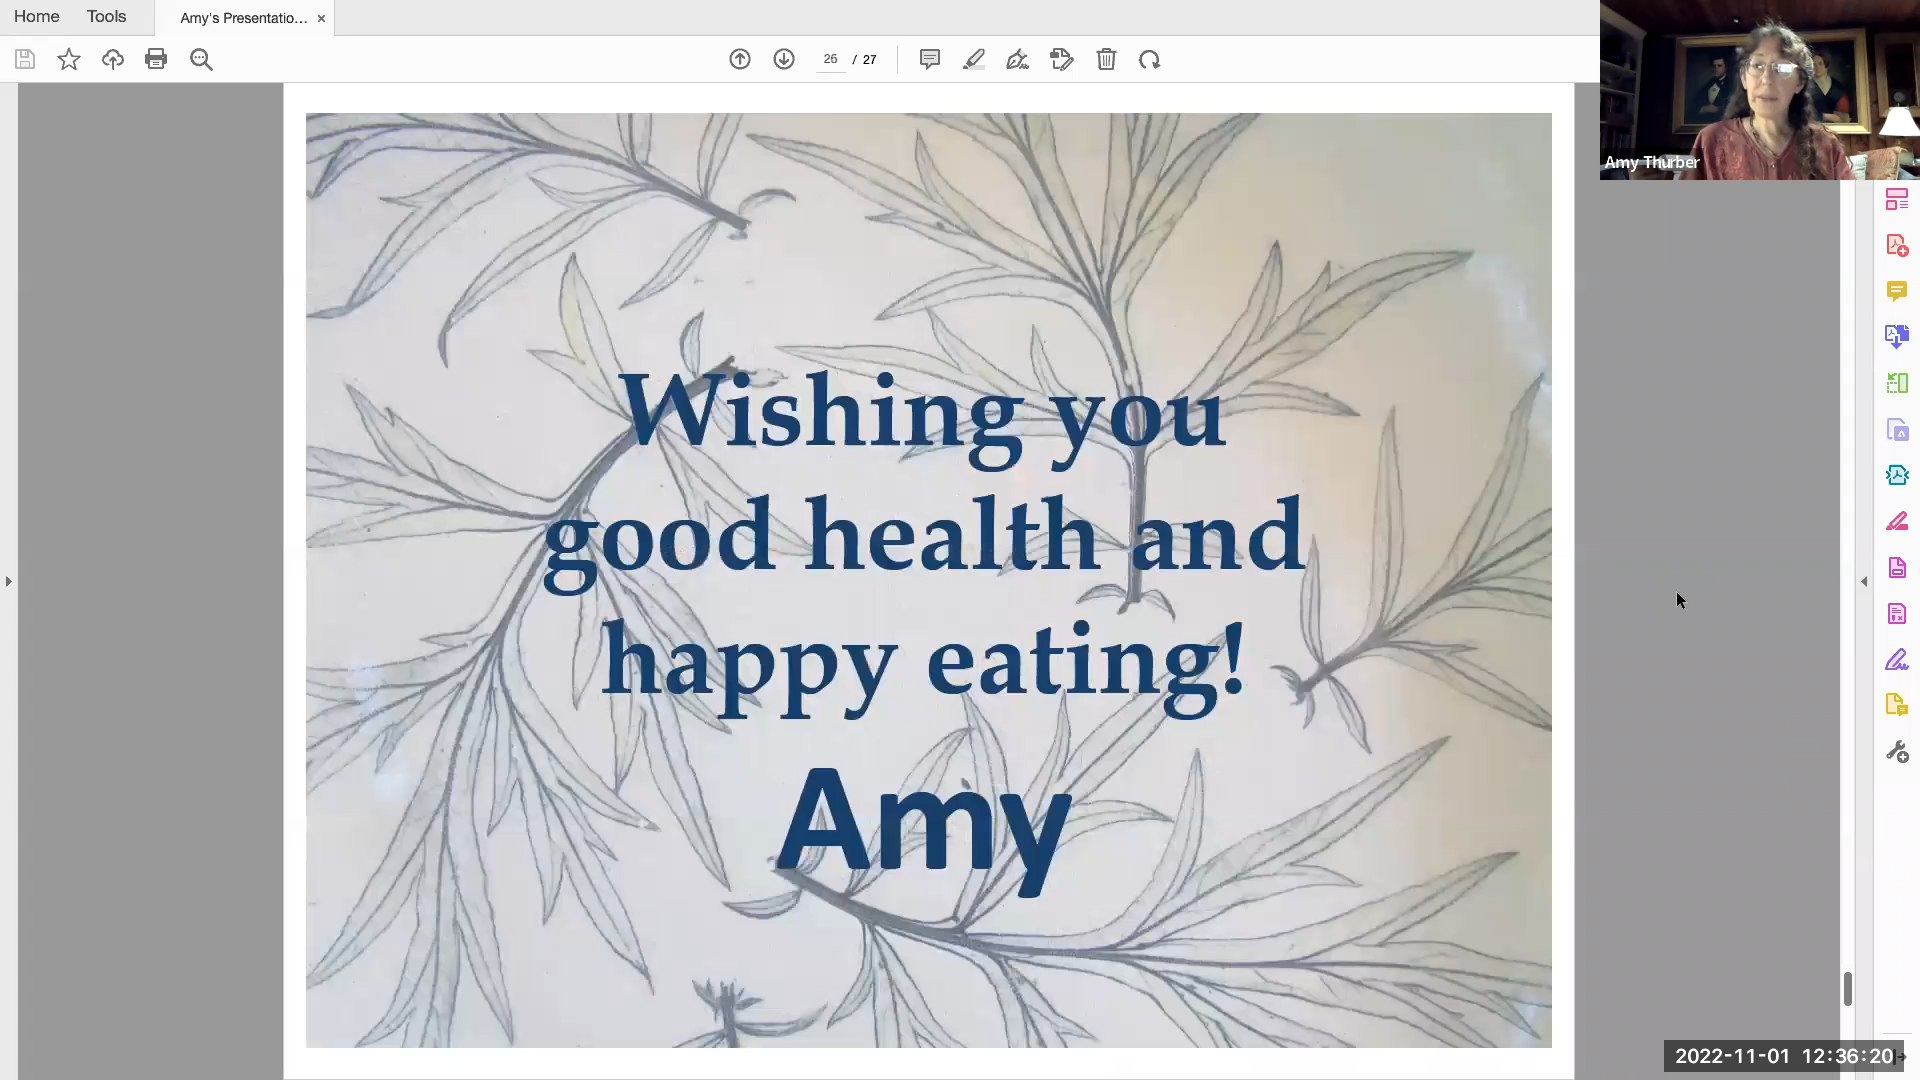 Home
Tools
Amy's Presentatio...
26 / 27
Amy Thurber
Wishing you
good health and
happy eating!
Amy
2022-11-01 12:36:20